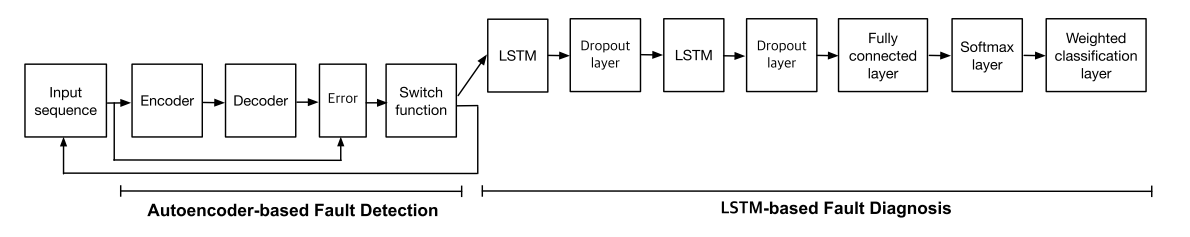 Input
sequence
Encoder
Decoder
Error
Switch
function
LSTM
Dropout
layer
LSTM
Dropout
layer
Fully
connected
layer
Softmax
layer
Weighted
classification
layer
Autoencoder-based Fault Detection
LSTM-based Fault Diagnosis